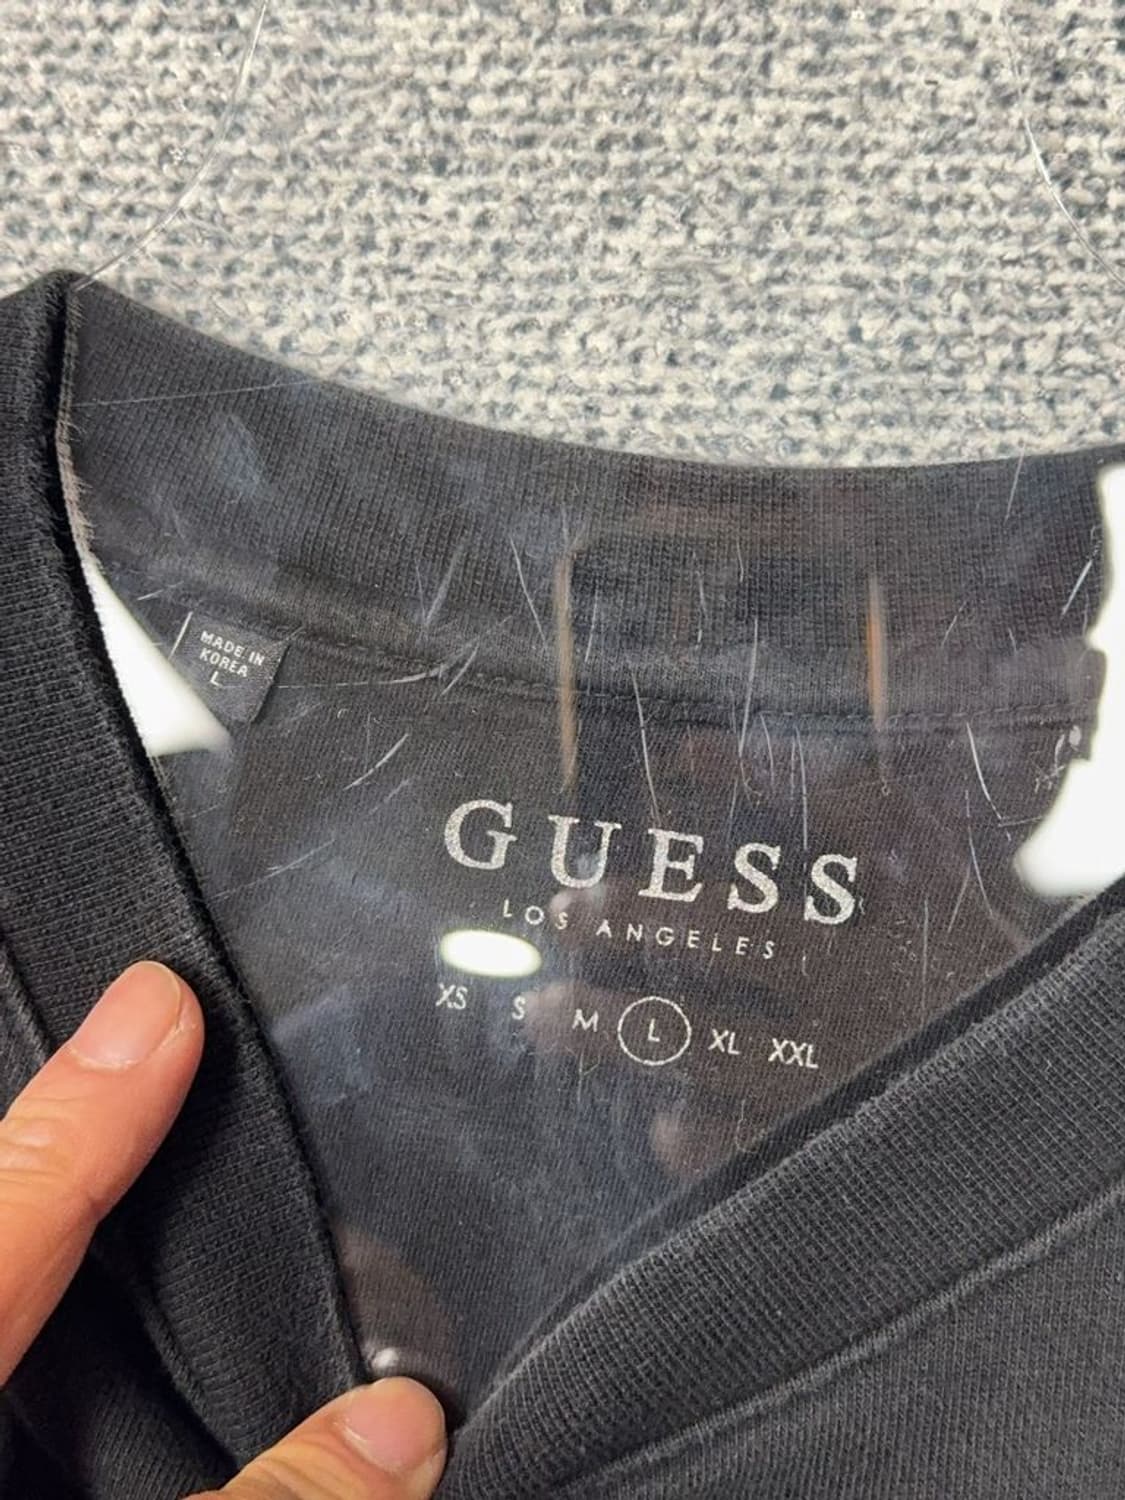 MADE IN
KOREA
L
GUESS
LOS ANGELES
XS S M L XL XXL